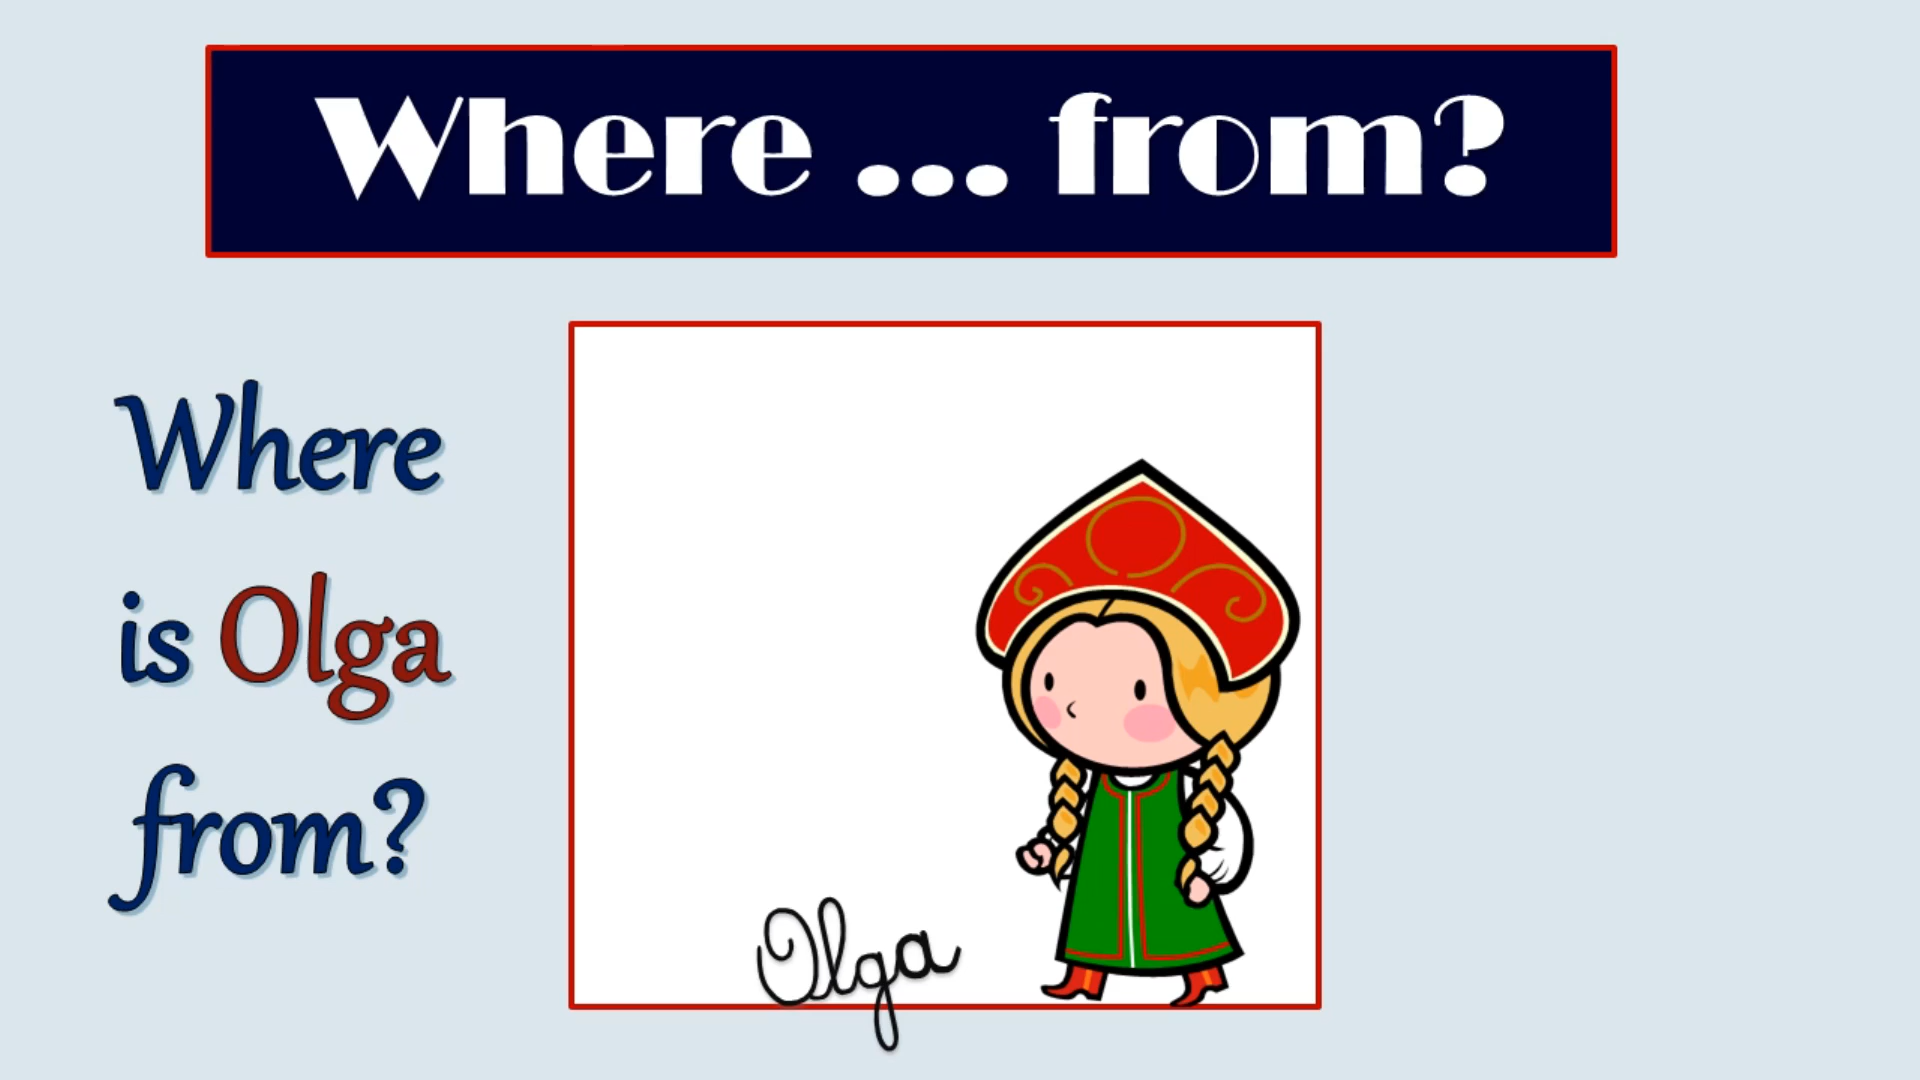 Where ... from?
Where
is Olga
from?
Olga